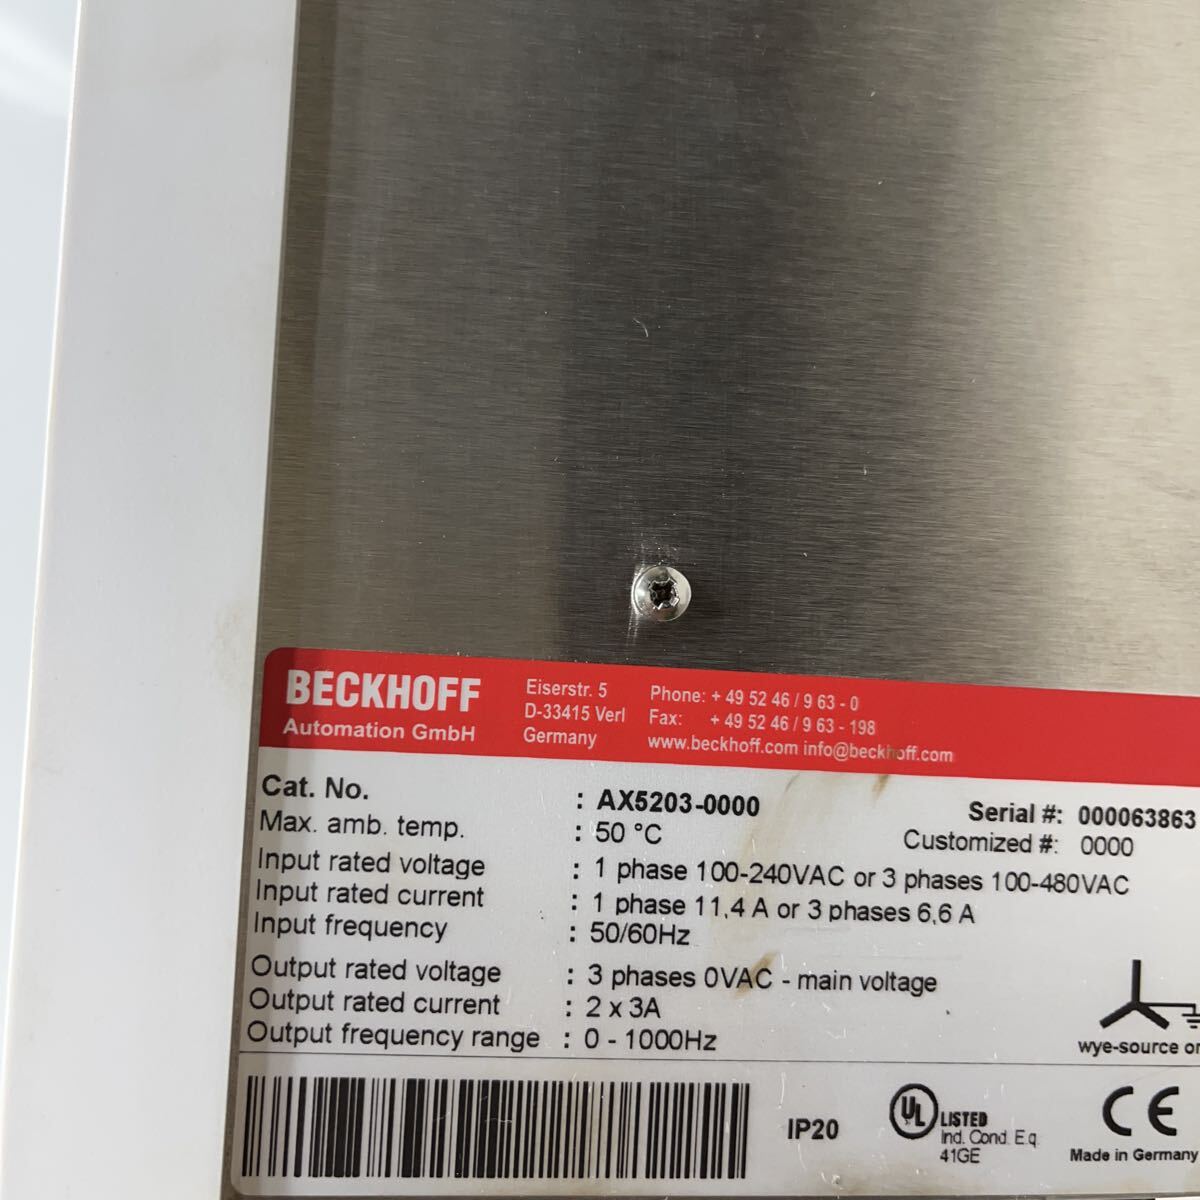 BECKHOFF
Automation GmbH
Eiserstr. 5
D-33415 Verl
Germany
Phone: + 49 52 46 / 9 63 - 0
Fax: + 49 52 46 / 9 63 - 198
www.beckhoff.com info@beckhoff.com
Cat. No. : AX5203-0000 Serial #: 000063863
Max. amb. temp. : 50 °C Customized #: 0000
Input rated voltage : 1 phase 100-240VAC or 3 phases 100-480VAC
Input rated current : 1 phase 11,4 A or 3 phases 6,6 A
Input frequency : 50/60Hz
Output rated voltage : 3 phases 0VAC - main voltage
Output rated current : 2 x 3A
Output frequency range : 0 - 1000Hz
wye-source on
IP20
UL LISTED
Ind. Cond. Eq.
41GE
CE
Made in Germany